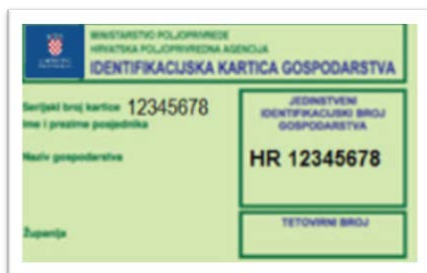 MINISTARSTVO POLJOPRIVREDE
HRVATSKA POLJOPRIVREDNA AGENCIJA
IDENTIFIKACIJSKA KARTICA GOSPODARSTVA
Serijski broj kartice 12345678
Ime i prezime posjednika
Naziv gospodarstva
Županija
JEDINSTVENI
IDENTIFIKACIJSKI BROJ
GOSPODARSTVA
HR 12345678
TETOVIRNI BROJ